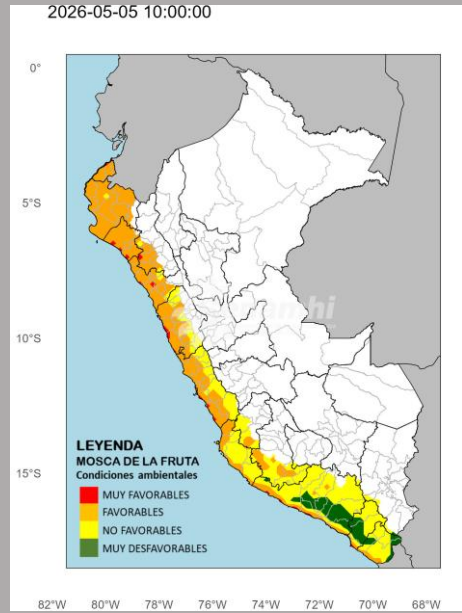 2026-05-05 10:00:00
0°
5°S
10°S
15°S
senamhi
LEYENDA
MOSCA DE LA FRUTA
Condiciones ambientales
MUY FAVORABLES
FAVORABLES
NO FAVORABLES
MUY DESFAVORABLES
82°W 80°W 78°W 76°W 74°W 72°W 70°W 68°W